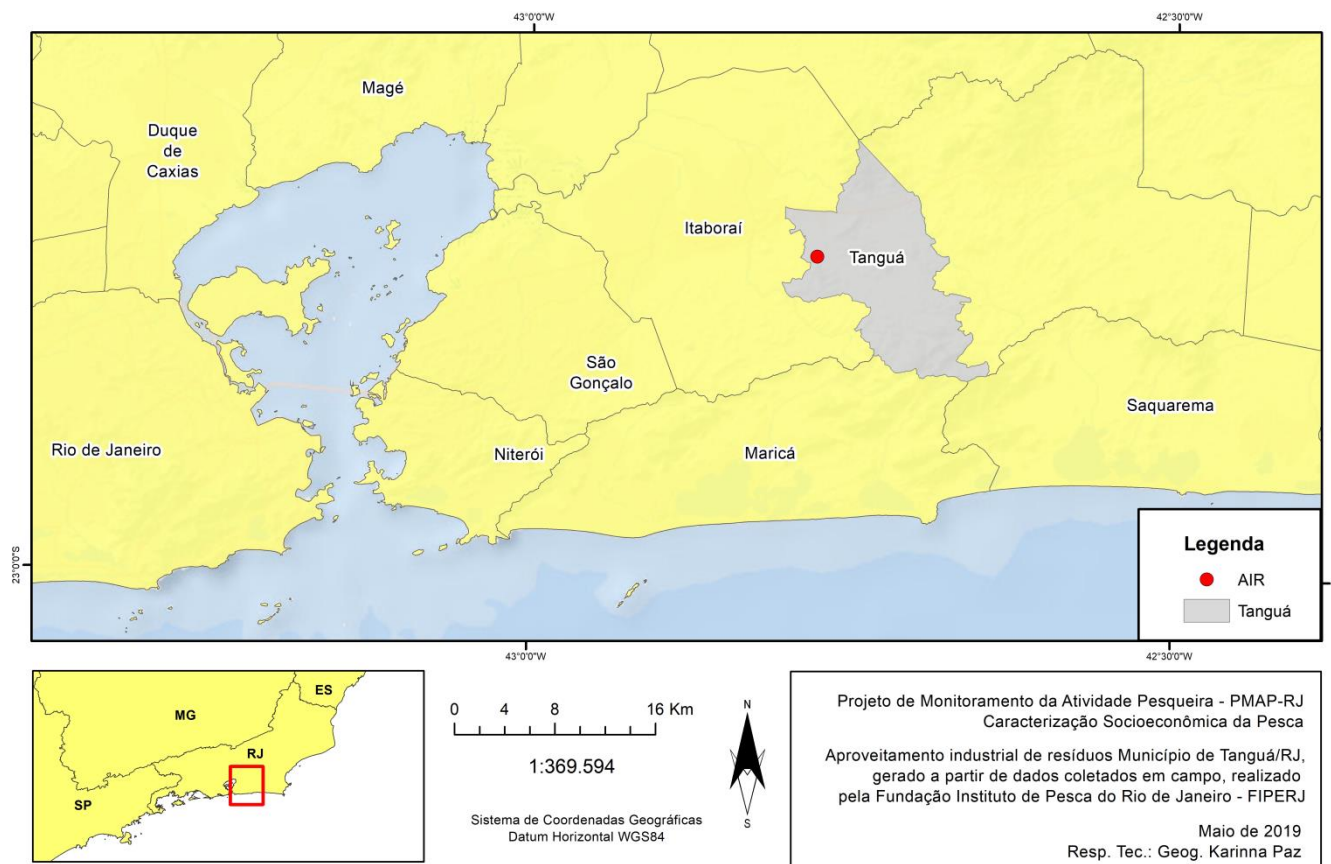 43°0'0"W
42°30'0"W
Magé
Duque
de
Caxias
Itaboraí
Tanguá
São
Gonçalo
Saquarema
Rio de Janeiro
Niterói
Maricá
23°0'0"S
Legenda
AIR
Tanguá
43°0'0"W
42°30'0"W
ES
MG
RJ
SP
0 4 8 16 Km
1:369.594
Sistema de Coordenadas Geográficas
Datum Horizontal WGS84
N
S
Projeto de Monitoramento da Atividade Pesqueira - PMAP-RJ
Caracterização Socioeconômica da Pesca
Aproveitamento industrial de resíduos Município de Tanguá/RJ,
gerado a partir de dados coletados em campo, realizado
pela Fundação Instituto de Pesca do Rio de Janeiro - FIPERJ
Maio de 2019
Resp. Tec.: Geog. Karinna Paz